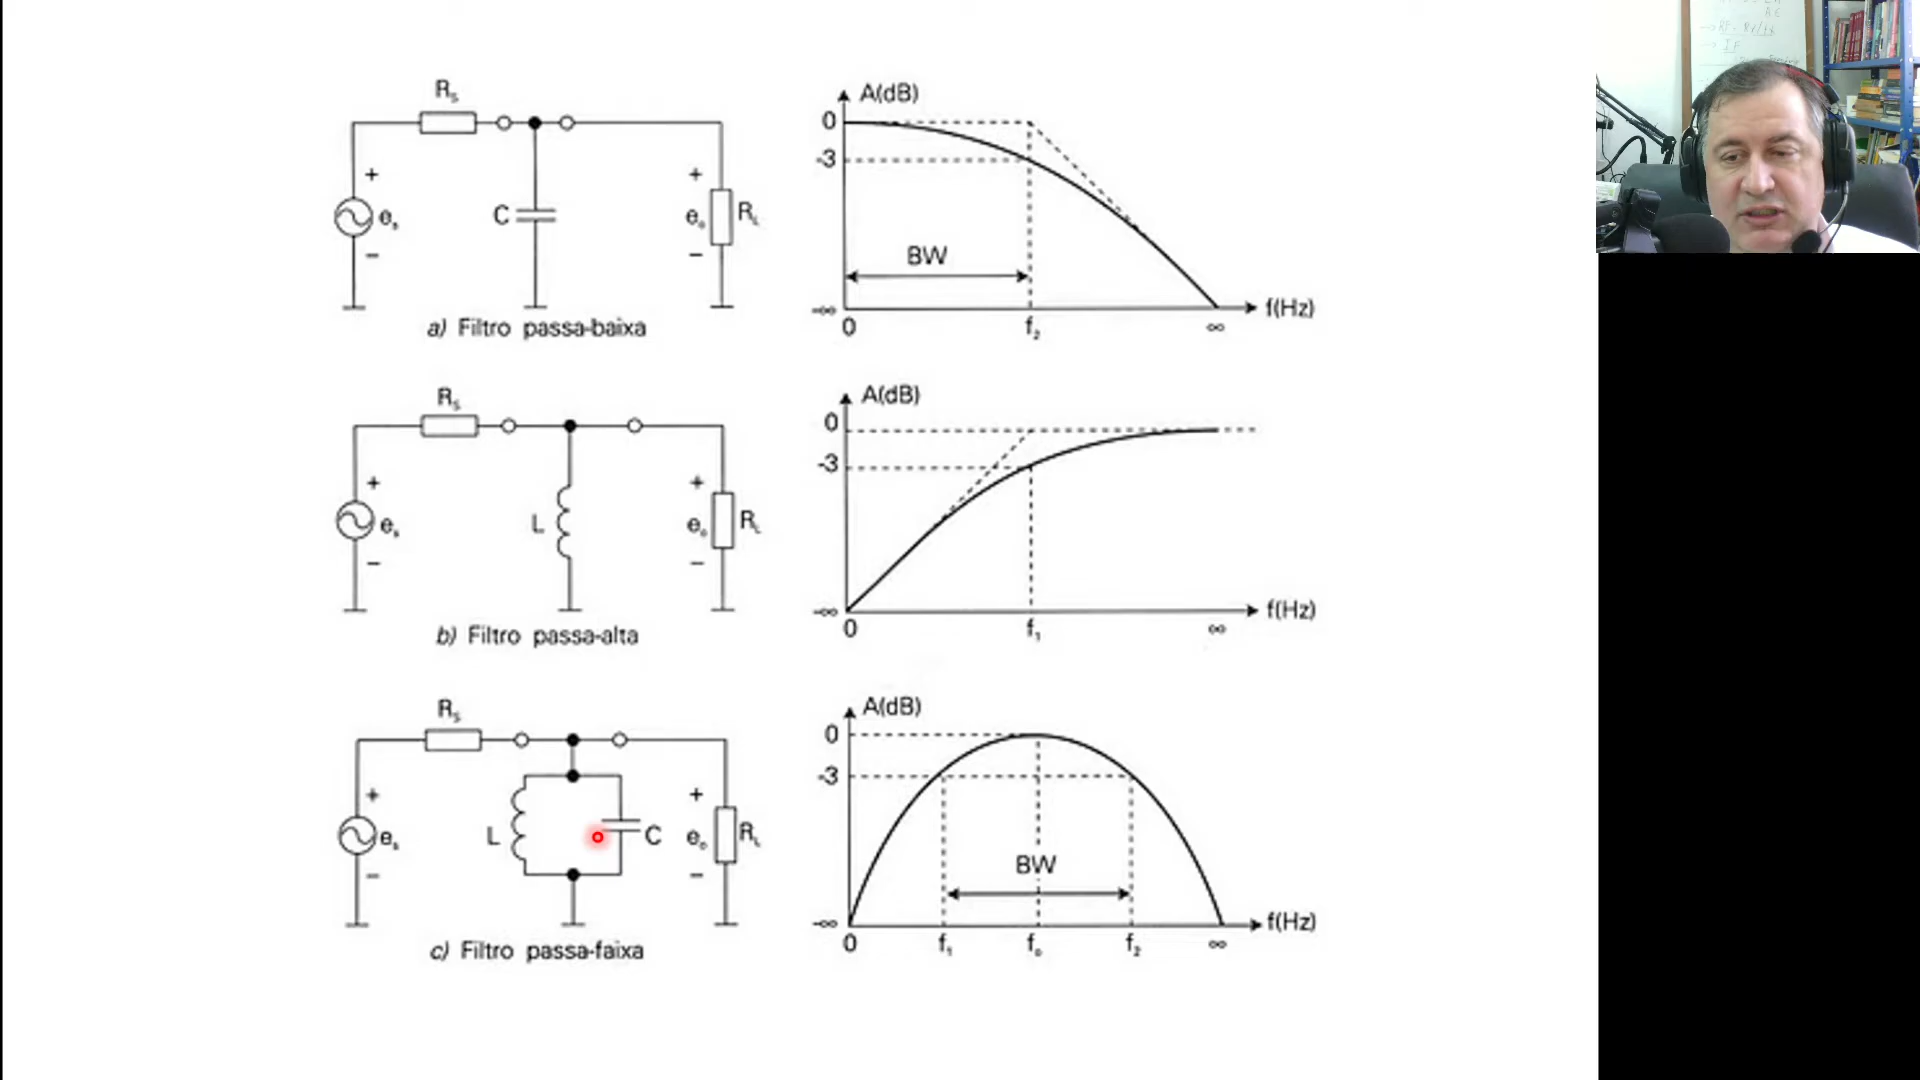 Rs
+
es
−
C
+
eo
−
RL
a) Filtro passa-baixa
A(dB)
0
-3
-∞
BW
0
f2
∞
f(Hz)
Rs
+
es
−
L
+
eo
−
RL
b) Filtro passa-alta
A(dB)
0
-3
-∞
0
f1
∞
f(Hz)
Rs
+
es
−
L
C
+
eo
−
RL
c) Filtro passa-faixa
A(dB)
0
-3
-∞
BW
0
f1
fo
f2
∞
f(Hz)